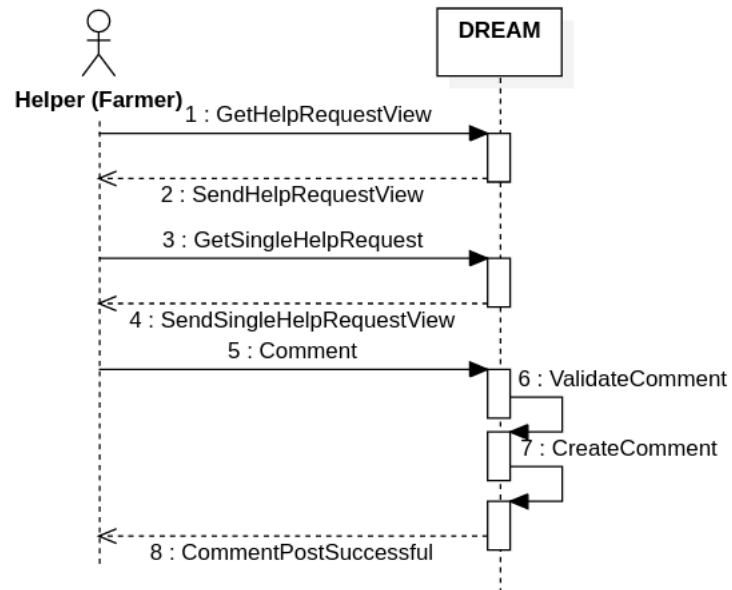 DREAM
Helper (Farmer)
1 : GetHelpRequestView
2 : SendHelpRequestView
3 : GetSingleHelpRequest
4 : SendSingleHelpRequestView
5 : Comment
6 : ValidateComment
7 : CreateComment
8 : CommentPostSuccessful